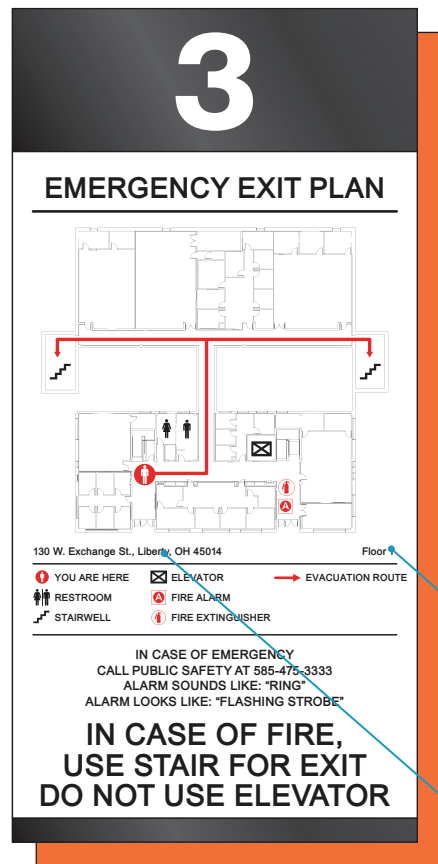 3
EMERGENCY EXIT PLAN
A
130 W. Exchange St., Liberty, OH 45014
Floor 1
YOU ARE HERE
ELEVATOR
EVACUATION ROUTE
RESTROOM
A
FIRE ALARM
STAIRWELL
FIRE EXTINGUISHER
IN CASE OF EMERGENCY
CALL PUBLIC SAFETY AT 585-475-3333
ALARM SOUNDS LIKE: “RING”
ALARM LOOKS LIKE: “FLASHING STROBE”
IN CASE OF FIRE,
USE STAIR FOR EXIT
DO NOT USE ELEVATOR